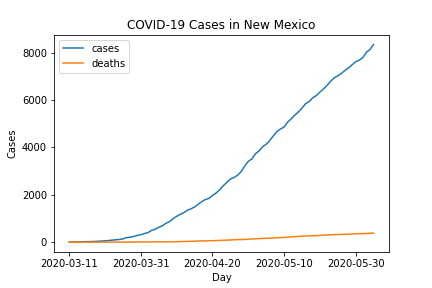 COVID-19 Cases in New Mexico
cases
deaths
8000
6000
4000
2000
0
Cases
2020-03-11 2020-03-31 2020-04-20 2020-05-10 2020-05-30
Day